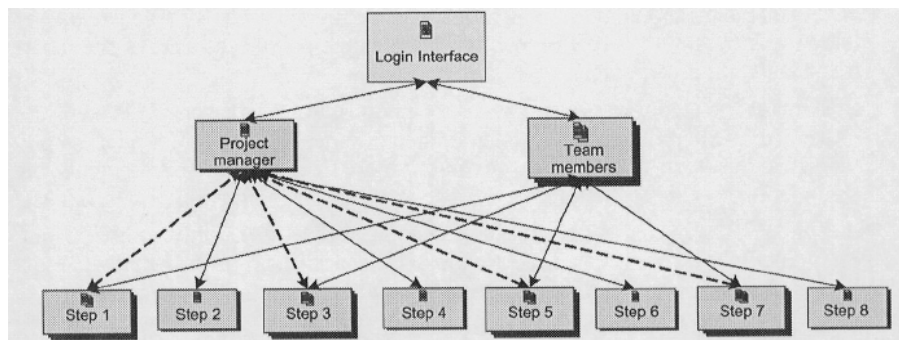 Login Interface
Project
manager
Team
members
Step 1
Step 2
Step 3
Step 4
Step 5
Step 6
Step 7
Step 8